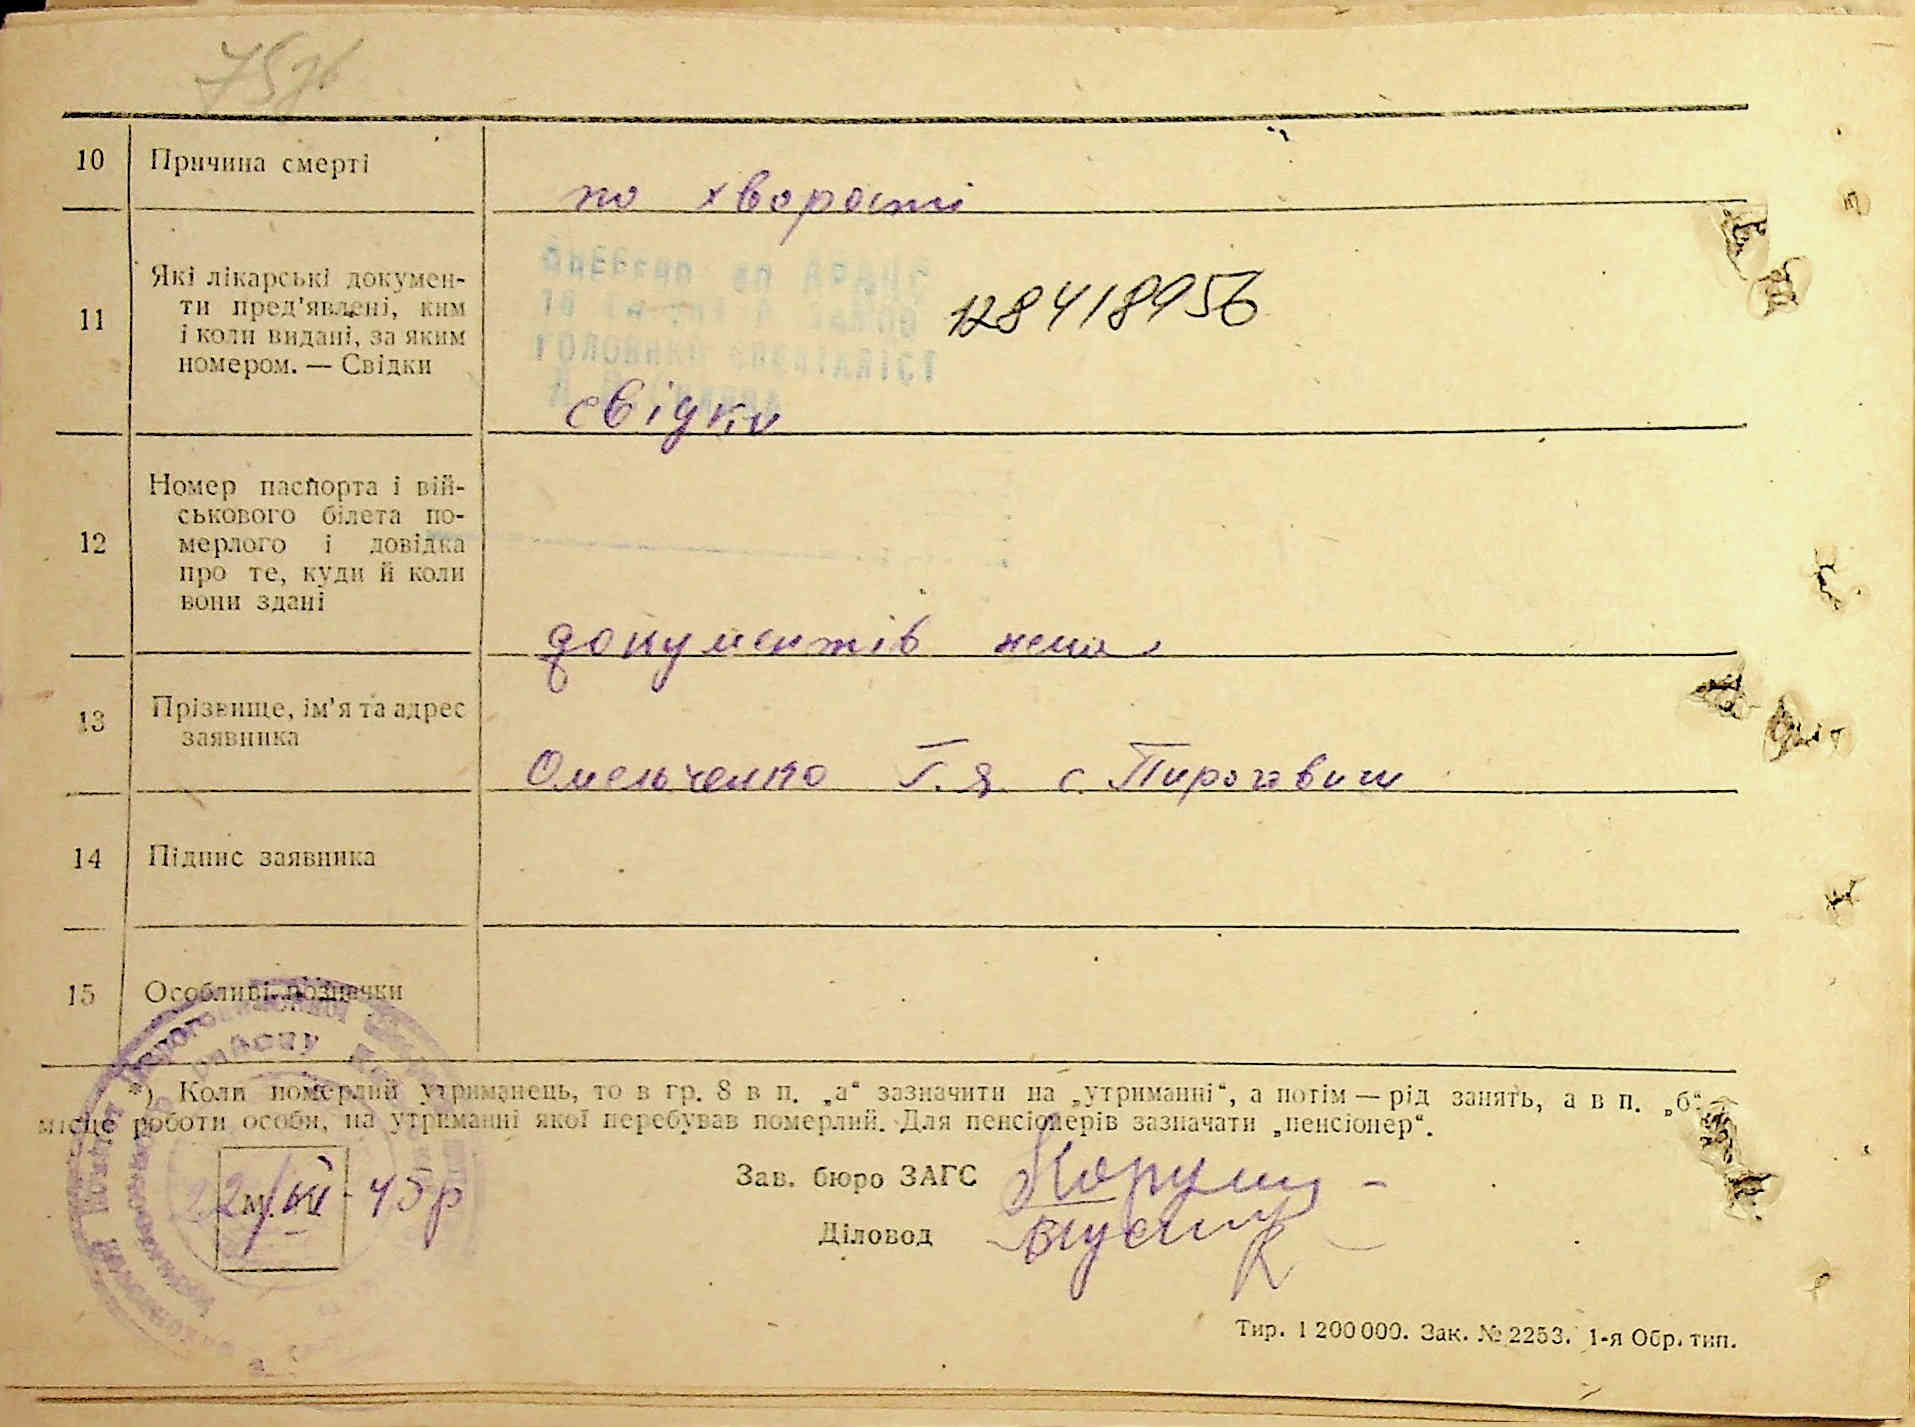 10 Причина смерті
по хворості
11 Які лікарські докумен-
ти пред'явлені, ким
і коли видані, за яким
номером. — Свідки
128418956
ГОЛОВНИЙ СПЕЦІАЛІСТ
свідки
12 Номер паспорта і вій-
ськового білета по-
мерлого і довідка
про те, куди й коли
вони здані
документів нема
13 Прізвище, ім'я та адрес
заявника
Омельченко Г. Я. с. Пироговичі
14 Підпис заявника
15 Особливі позначки
*) Коли померлий утриманець, то в гр. 8 в п. „а“ зазначити на „утриманні“, а потім — рід занять, а в п. „б“
місце роботи особи, на утриманні якої перебував померлий. Для пенсіонерів зазначати „пенсіонер“.
Зав. бюро ЗАГС
Діловод
Тир. 1 200 000. Зак. № 2253. 1-я Обр. тип.